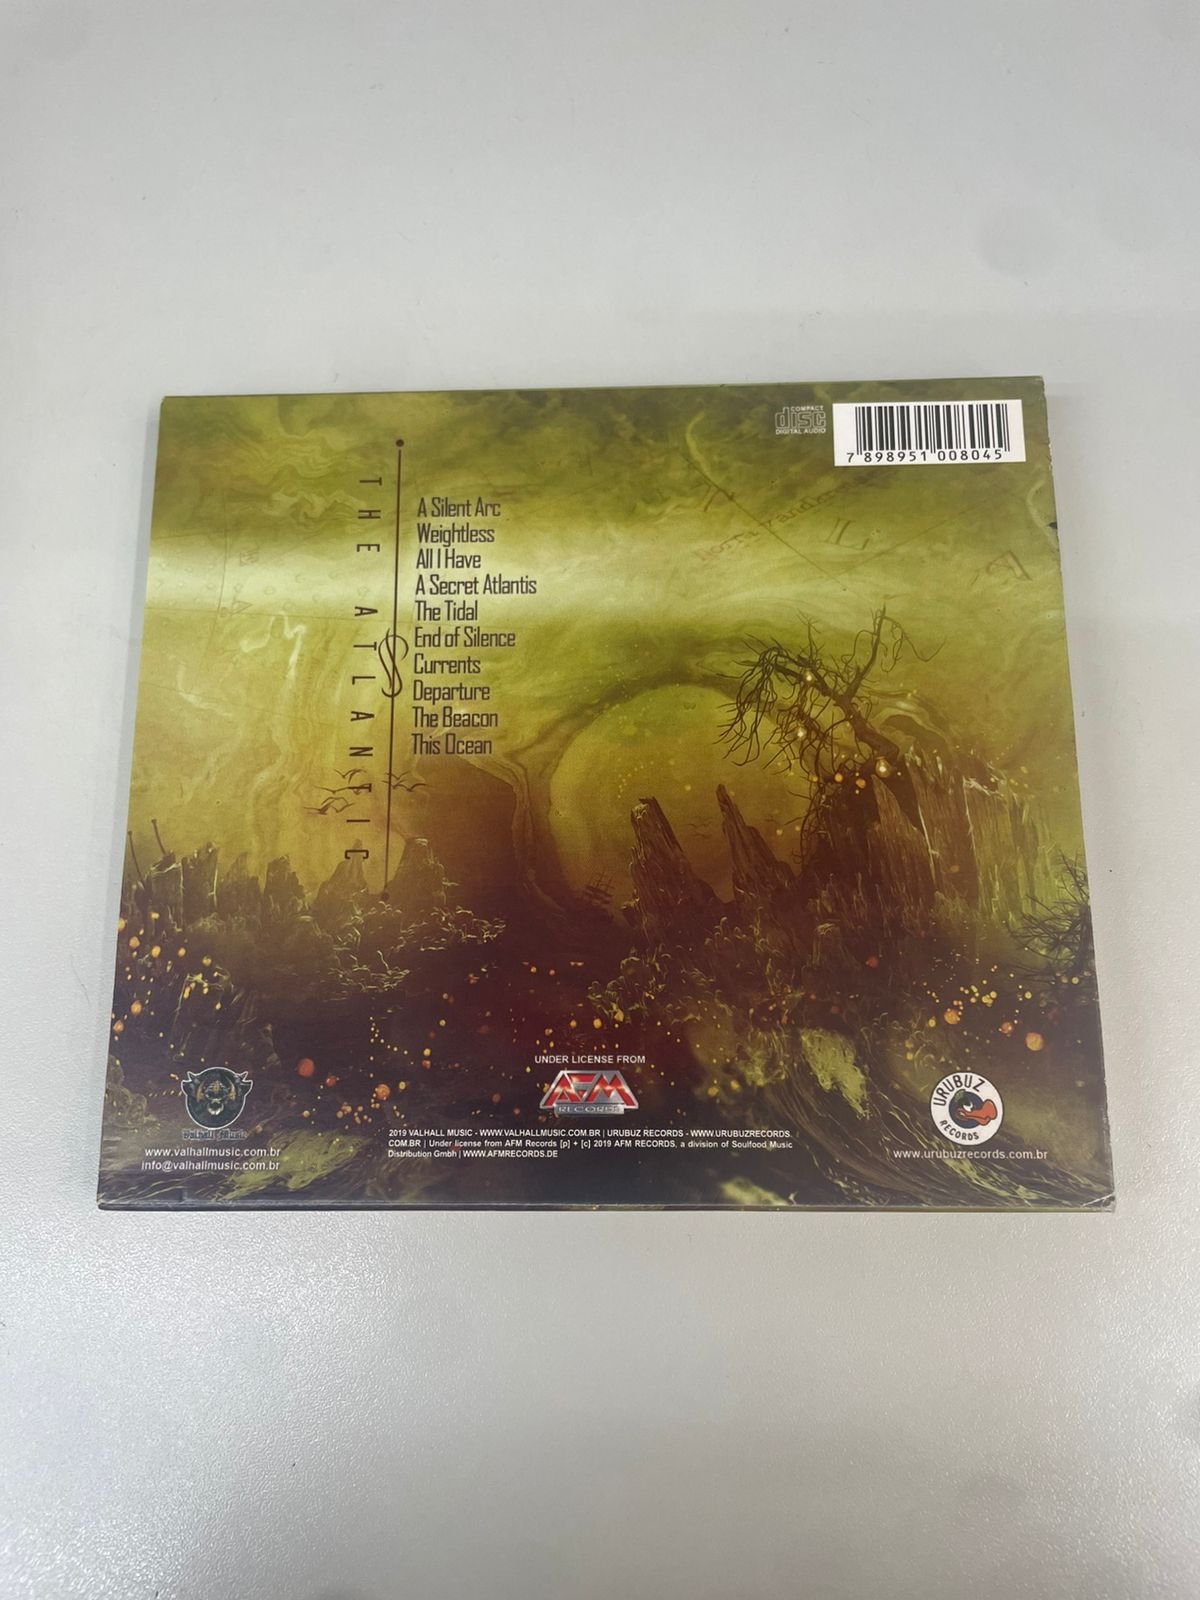 COMPACT
disc
DIGITAL AUDIO
7 898951 008045
THE ATLANTIC
A Silent Arc
Weightless
All I Have
A Secret Atlantis
The Tidal
End of Silence
Currents
Departure
The Beacon
This Ocean
UNDER LICENSE FROM
AFM
RECORDS
Valhall Music
www.valhallmusic.com.br
info@valhallmusic.com.br
2019 VALHALL MUSIC - WWW.VALHALLMUSIC.COM.BR | URUBUZ RECORDS - WWW.URUBUZRECORDS.
COM.BR | Under license from AFM Records [p] + [c] 2019 AFM RECORDS, a division of Soulfood Music
Distribution Gmbh | WWW.AFMRECORDS.DE
URUBUZ
RECORDS
www.urubuzrecords.com.br